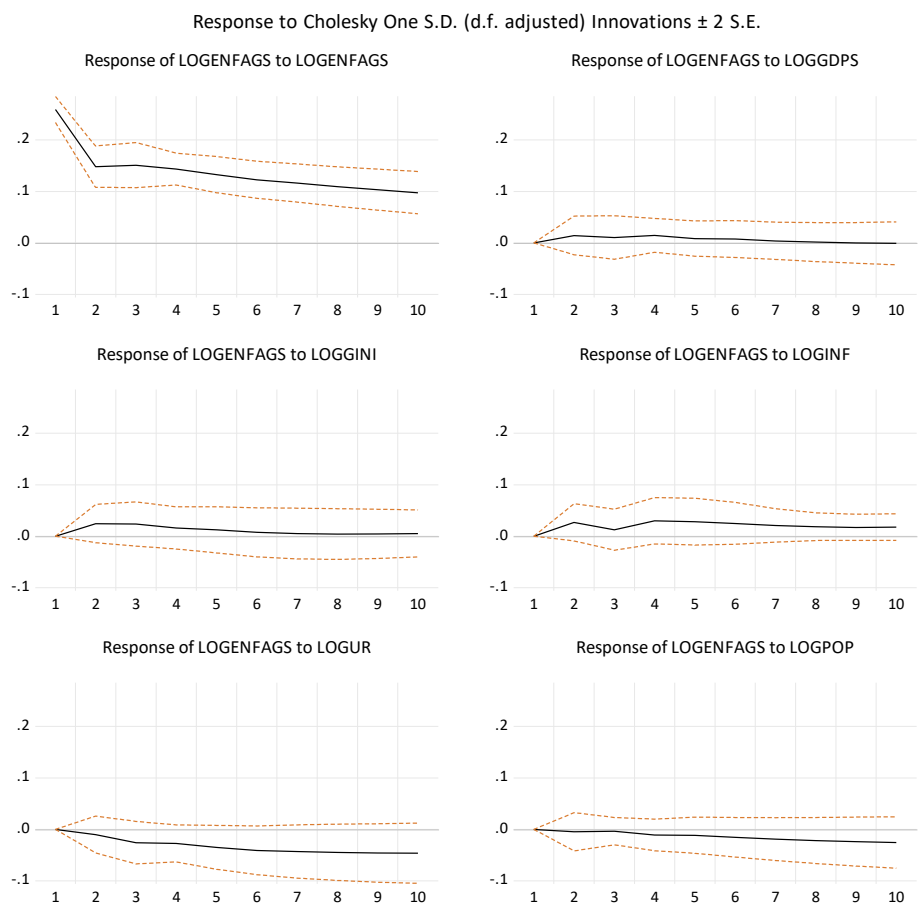 Response to Cholesky One S.D. (d.f. adjusted) Innovations ± 2 S.E.
Response of LOGENFAGS to LOGENFAGS
.2
.1
.0
-.1
1 2 3 4 5 6 7 8 9 10
Response of LOGENFAGS to LOGGDPS
.2
.1
.0
-.1
1 2 3 4 5 6 7 8 9 10
Response of LOGENFAGS to LOGGINI
.2
.1
.0
-.1
1 2 3 4 5 6 7 8 9 10
Response of LOGENFAGS to LOGINF
.2
.1
.0
-.1
1 2 3 4 5 6 7 8 9 10
Response of LOGENFAGS to LOGUR
.2
.1
.0
-.1
1 2 3 4 5 6 7 8 9 10
Response of LOGENFAGS to LOGPOP
.2
.1
.0
-.1
1 2 3 4 5 6 7 8 9 10